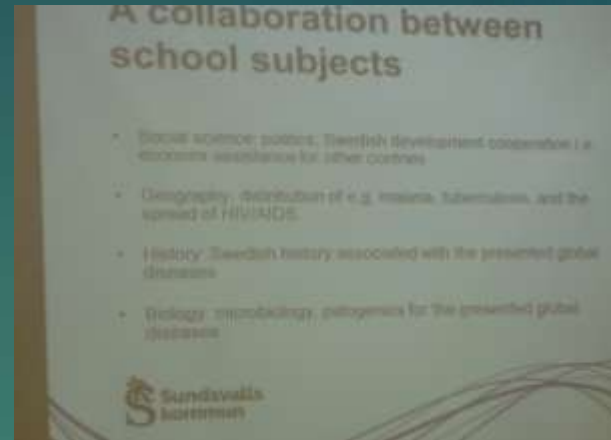 A collaboration between
school subjects
• Social science: politics, Swedish development cooperation i.e.
economic assistance for other contries
• Geography: distribution of e.g. malaria, tuberculosis, and the
spread of HIV/AIDS
• History: Swedish history associated with the presented global
diseases
• Biology: microbiology, patogenes for the presented global
diseases
Sundsvalls
kommun